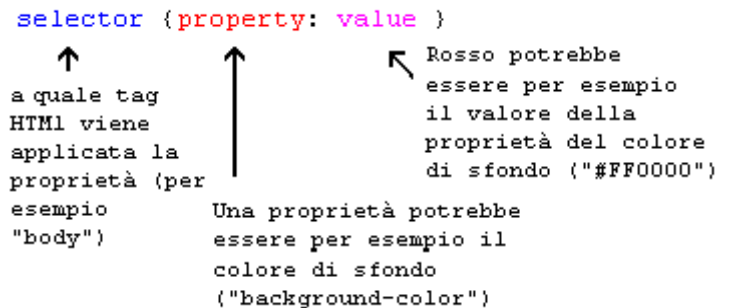 selector {property: value }
a quale tag
HTMl viene
applicata la
proprietà (per
esempio
"body")
Una proprietà potrebbe
essere per esempio il
colore di sfondo
("background-color")
Rosso potrebbe
essere per esempio
il valore della
proprietà del colore
di sfondo ("#FF0000")